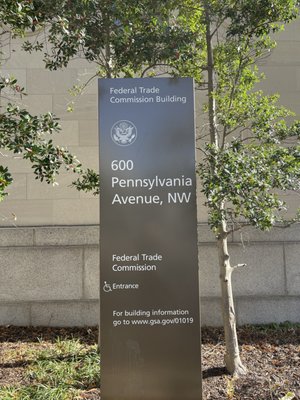 Federal Trade
Commission Building
600
Pennsylvania
Avenue, NW
Federal Trade
Commission
Entrance
For building information
go to www.gsa.gov/01019